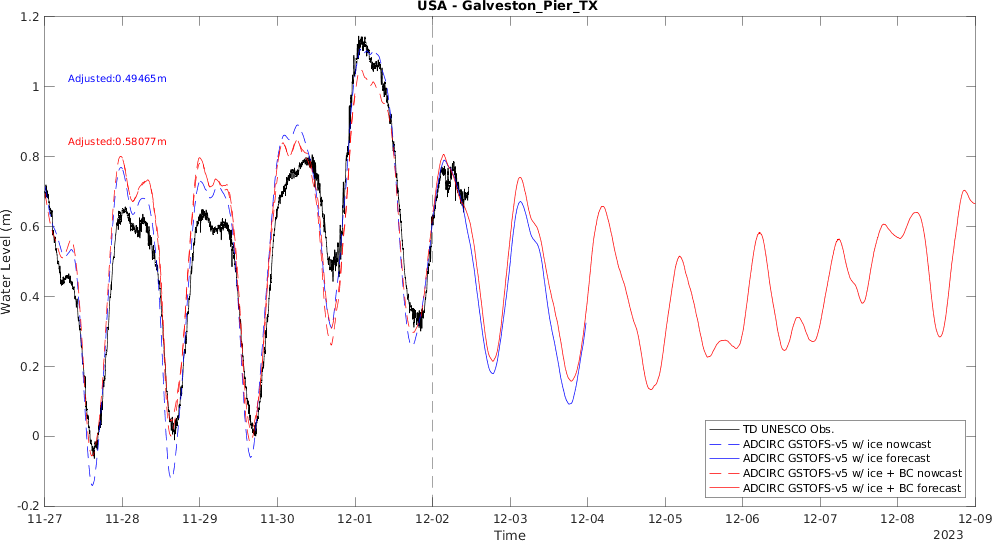 USA - Galveston_Pier_TX
1.2
1
0.8
0.6
0.4
0.2
0
-0.2
Water Level (m)
Adjusted:0.49465m
Adjusted:0.58077m
TD UNESCO Obs.
ADCIRC GSTOFS-v5 w/ ice nowcast
ADCIRC GSTOFS-v5 w/ ice forecast
ADCIRC GSTOFS-v5 w/ ice + BC nowcast
ADCIRC GSTOFS-v5 w/ ice + BC forecast
11-27 11-28 11-29 11-30 12-01 12-02 12-03 12-04 12-05 12-06 12-07 12-08 12-09
Time
2023